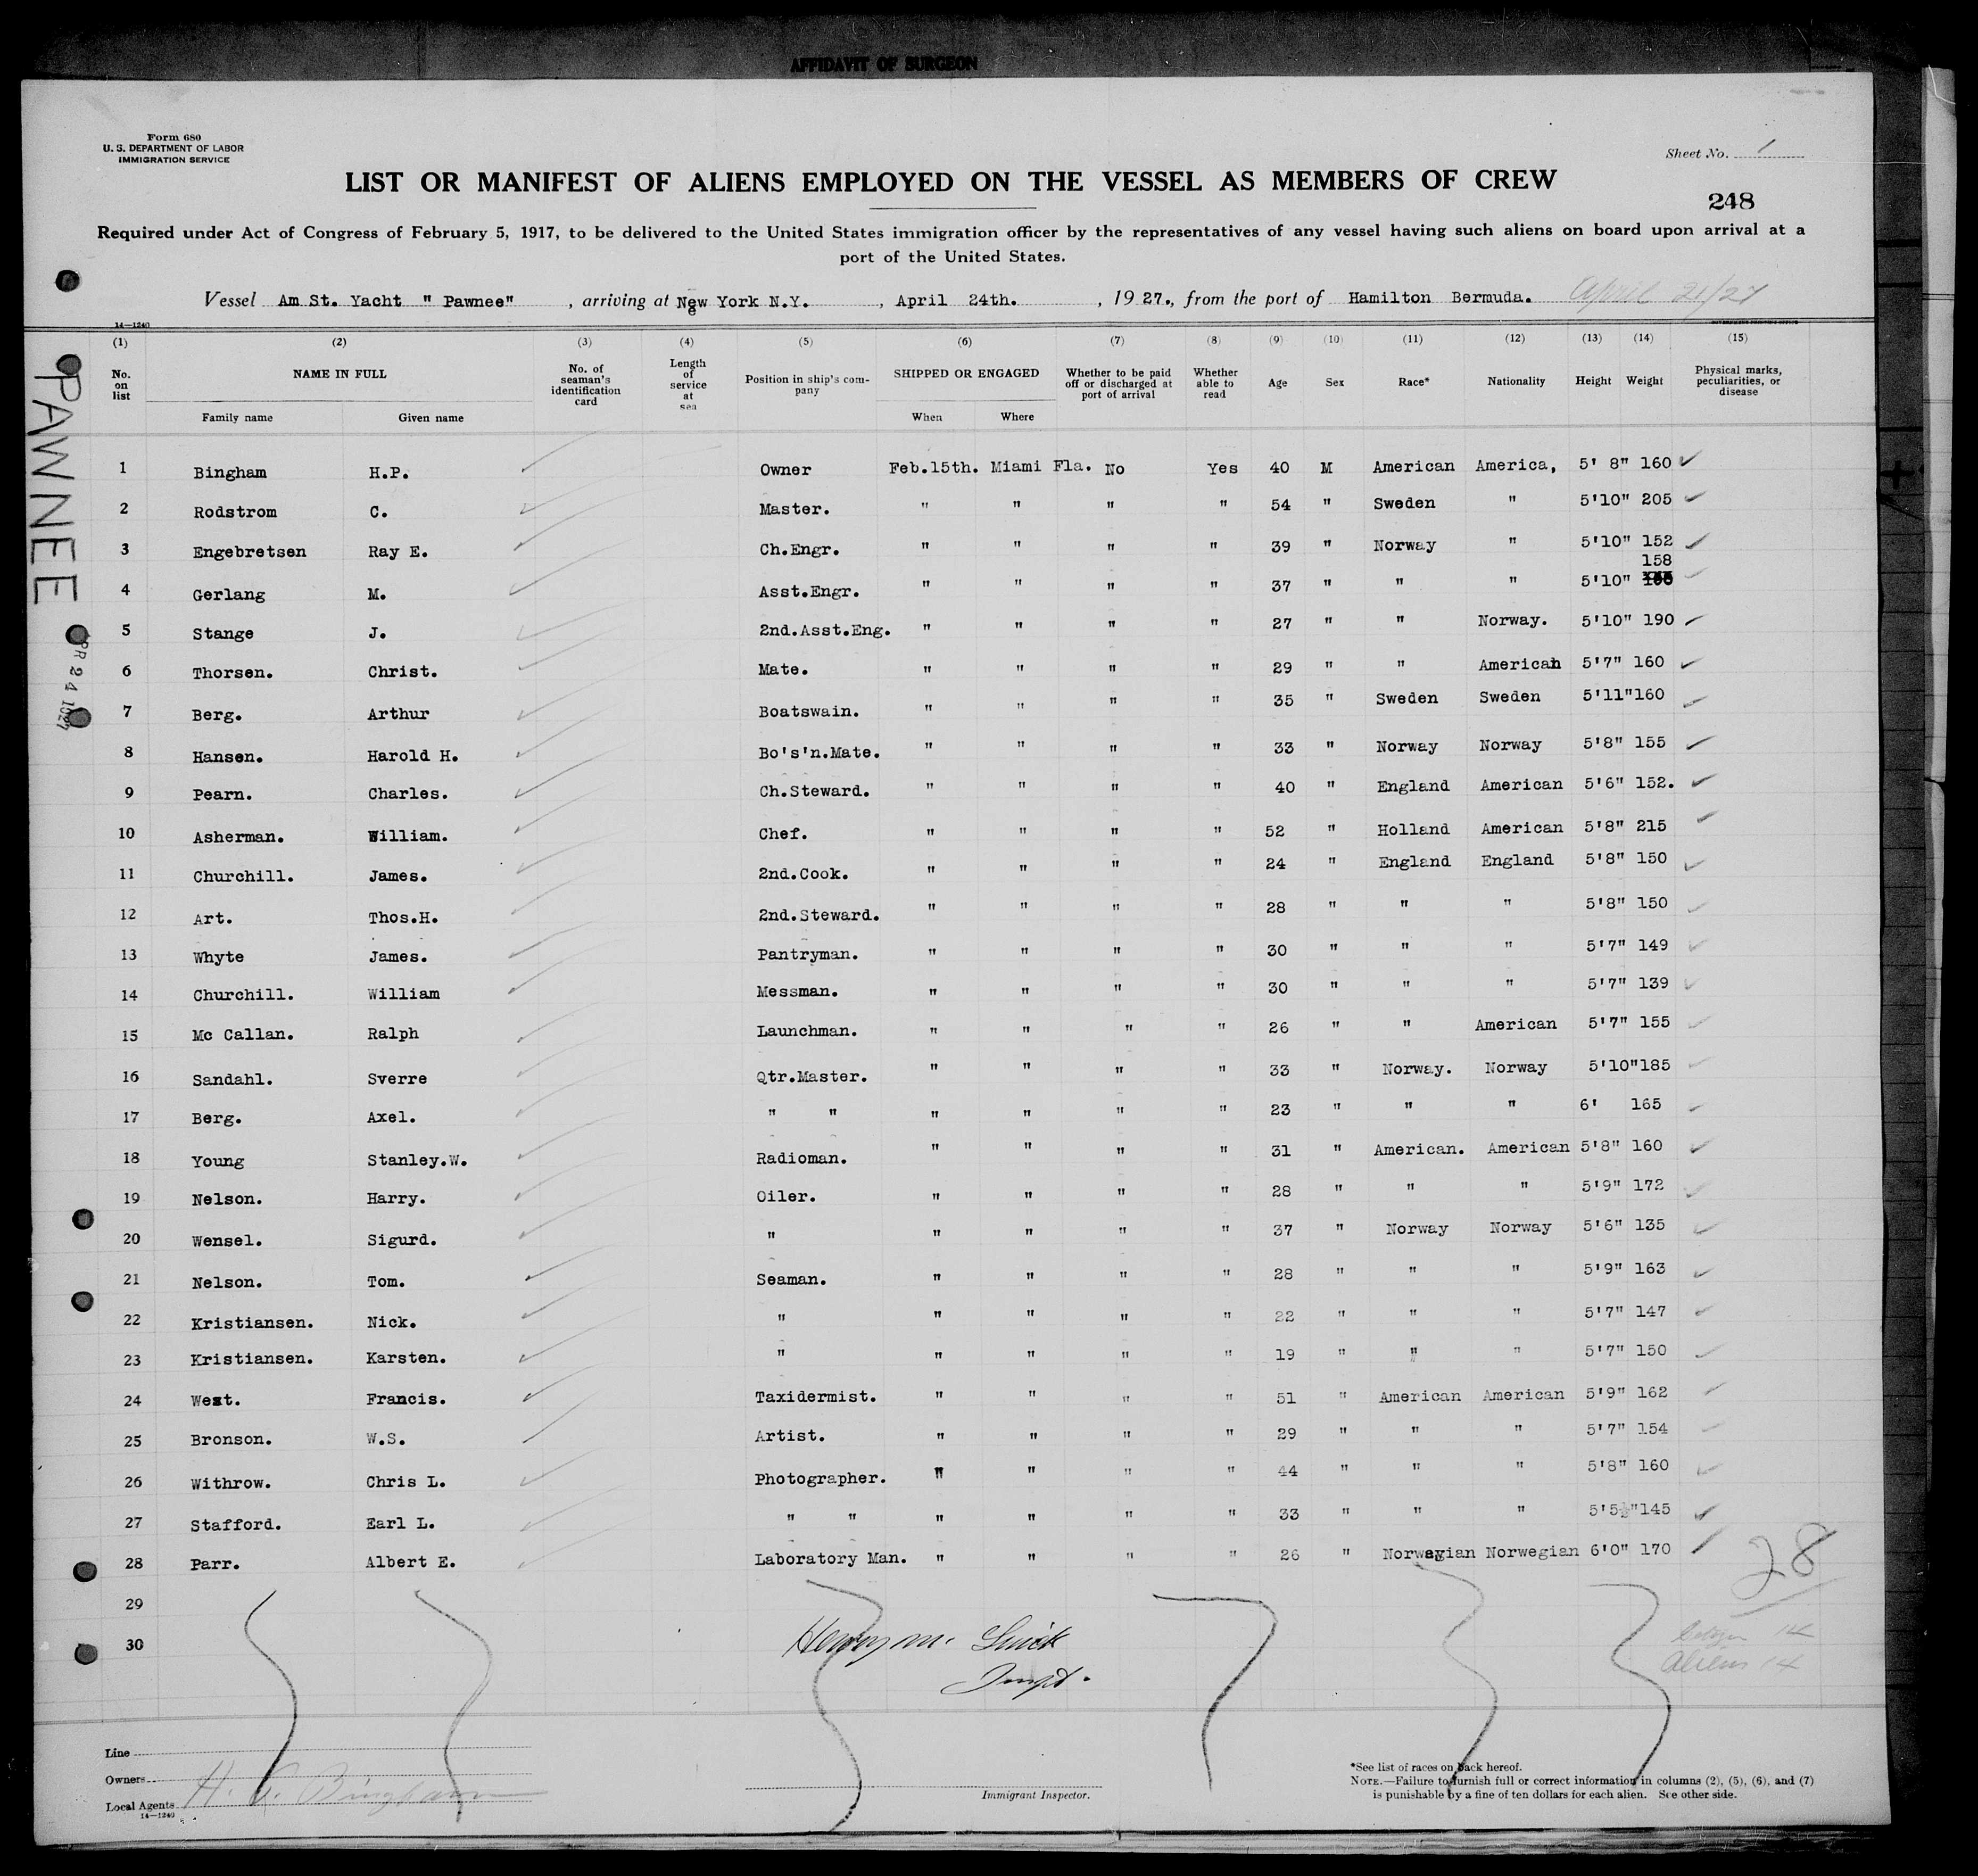 AFFIDAVIT OF SURGEON
Form 680
U. S. DEPARTMENT OF LABOR
IMMIGRATION SERVICE
Sheet No. 1
LIST OR MANIFEST OF ALIENS EMPLOYED ON THE VESSEL AS MEMBERS OF CREW
248
Required under Act of Congress of February 5, 1917, to be delivered to the United States immigration officer by the representatives of any vessel having such aliens on board upon arrival at a
port of the United States.
Vessel Am St. Yacht " Pawnee" , arriving at New York N.Y. , April 24th. , 1927., from the port of Hamilton Bermuda. April 21/27
14—1240
PAWNEE
(1) (2) (3) (4) (5) (6) (7) (8) (9) (10) (11) (12) (13) (14) (15)
No. on list NAME IN FULL Family name Given name No. of seaman's identification card Length of service at sea Position in ship's company SHIPPED OR ENGAGED When Where Whether to be paid off or discharged at port of arrival Whether able to read Age Sex Race* Nationality Height Weight Physical marks, peculiarities, or disease
1 Bingham H.P. Owner Feb.15th. Miami Fla. No Yes 40 M American America, 5' 8" 160
2 Rodstrom C. Master. " " " " 54 " Sweden " 5'10" 205
3 Engebretsen Ray E. Ch.Engr. " " " " 39 " Norway " 5'10" 152
4 Gerlang M. Asst.Engr. " " " " 37 " " " 5'10" 158
5 Stange J. 2nd.Asst.Eng. " " " " 27 " " Norway. 5'10" 190
6 Thorsen. Christ. Mate. " " " " 29 " " American 5'7" 160
7 Berg. Arthur Boatswain. " " " " 35 " Sweden Sweden 5'11" 160
8 Hansen. Harold H. Bo's'n.Mate. " " " " 33 " Norway Norway 5'8" 155
9 Pearn. Charles. Ch.Steward. " " " " 40 " England American 5'6" 152.
10 Asherman. William. Chef. " " " " 52 " Holland American 5'8" 215
11 Churchill. James. 2nd.Cook. " " " " 24 " England England 5'8" 150
12 Art. Thos.H. 2nd.Steward. " " " " 28 " " " 5'8" 150
13 Whyte James. Pantryman. " " " " 30 " " " 5'7" 149
14 Churchill. William Messman. " " " " 30 " " " 5'7" 139
15 Mc Callan. Ralph Launchman. " " " " 26 " " American 5'7" 155
16 Sandahl. Sverre Qtr.Master. " " " " 33 " Norway. Norway 5'10" 185
17 Berg. Axel. " " " " " " 23 " " " 6' 165
18 Young Stanley.W. Radioman. " " " " 31 " American. American 5'8" 160
19 Nelson. Harry. Oiler. " " " " 28 " " " 5'9" 172
20 Wensel. Sigurd. " " " " " 37 " Norway Norway 5'6" 135
21 Nelson. Tom. Seaman. " " " " 28 " " " 5'9" 163
22 Kristiansen. Nick. " " " " " 22 " " " 5'7" 147
23 Kristiansen. Karsten. " " " " " 19 " " " 5'7" 150
24 West. Francis. Taxidermist. " " " " 51 " American American 5'9" 162
25 Bronson. W.S. Artist. " " " " 29 " " " 5'7" 154
26 Withrow. Chris L. Photographer. " " " " 44 " " " 5'8" 160
27 Stafford. Earl L. " " " " " " 33 " " " 5'5½" 145
28 Parr. Albert E. Laboratory Man. " " " " 26 " Norwegian Norwegian 6'0" 170
28
29
30
Henry M.
Inspt.
Aliens 14
Line
Owners
Local Agents
H. P. Bingham
14—1240
Immigrant Inspector.
*See list of races on back hereof.
NOTE.—Failure to furnish full or correct information in columns (2), (5), (6), and (7)
is punishable by a fine of ten dollars for each alien. See other side.